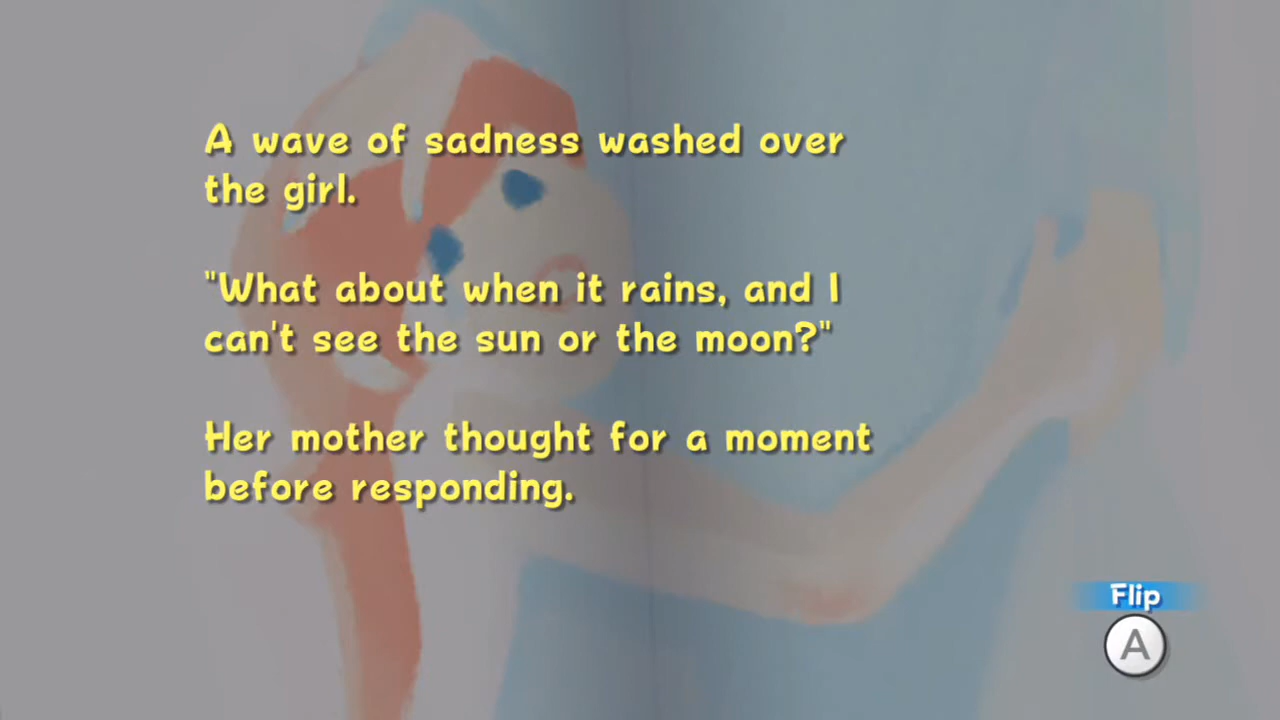 A wave of sadness washed over
the girl.
"What about when it rains, and I
can't see the sun or the moon?"
Her mother thought for a moment
before responding.
Flip
A